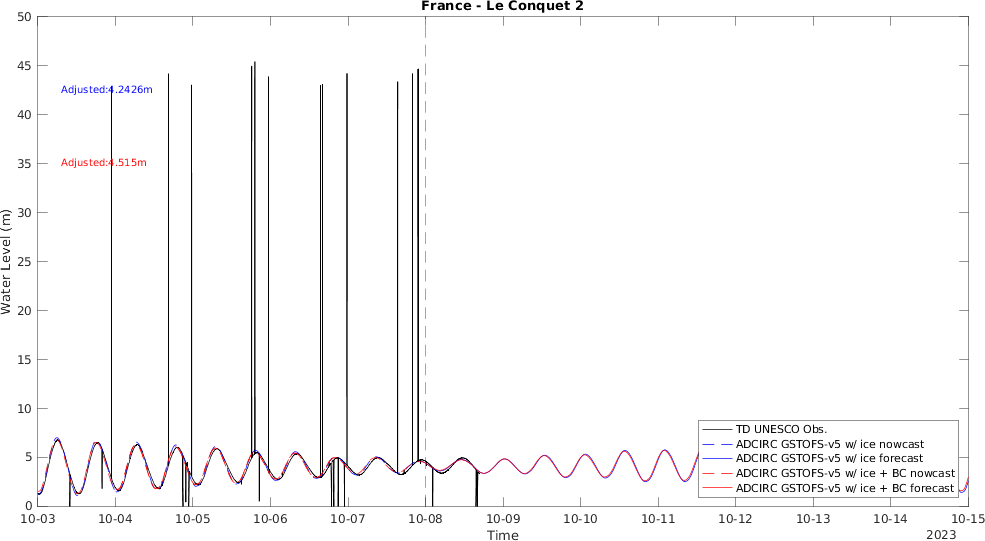 France - Le Conquet 2
50
45
40
35
30
25
20
15
10
5
0
Water Level (m)
Adjusted:4.2426m
Adjusted:4.515m
TD UNESCO Obs.
ADCIRC GSTOFS-v5 w/ ice nowcast
ADCIRC GSTOFS-v5 w/ ice forecast
ADCIRC GSTOFS-v5 w/ ice + BC nowcast
ADCIRC GSTOFS-v5 w/ ice + BC forecast
10-03 10-04 10-05 10-06 10-07 10-08 10-09 10-10 10-11 10-12 10-13 10-14 10-15
Time
2023